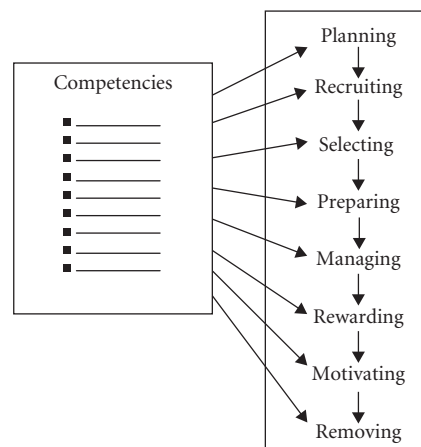 Competencies
Planning
Recruiting
Selecting
Preparing
Managing
Rewarding
Motivating
Removing